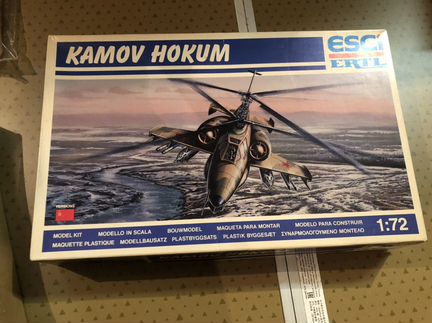 KAMOV HOKUM
ESCI
ERTL
VERSIONS
MODEL KIT MODELLO IN SCALA BOUWMODEL MAQUETA PARA MONTAR MODELO PARA CONSTRUIR
MAQUETTE PLASTIQUE MODELLBAUSATZ PLASTBYGGSATS PLASTIK BYGGESÆT ΣΥΝΑΡΜΟΛΟΓΟΥΜΕΝΟ ΜΟΝΤΕΛΟ
1:72